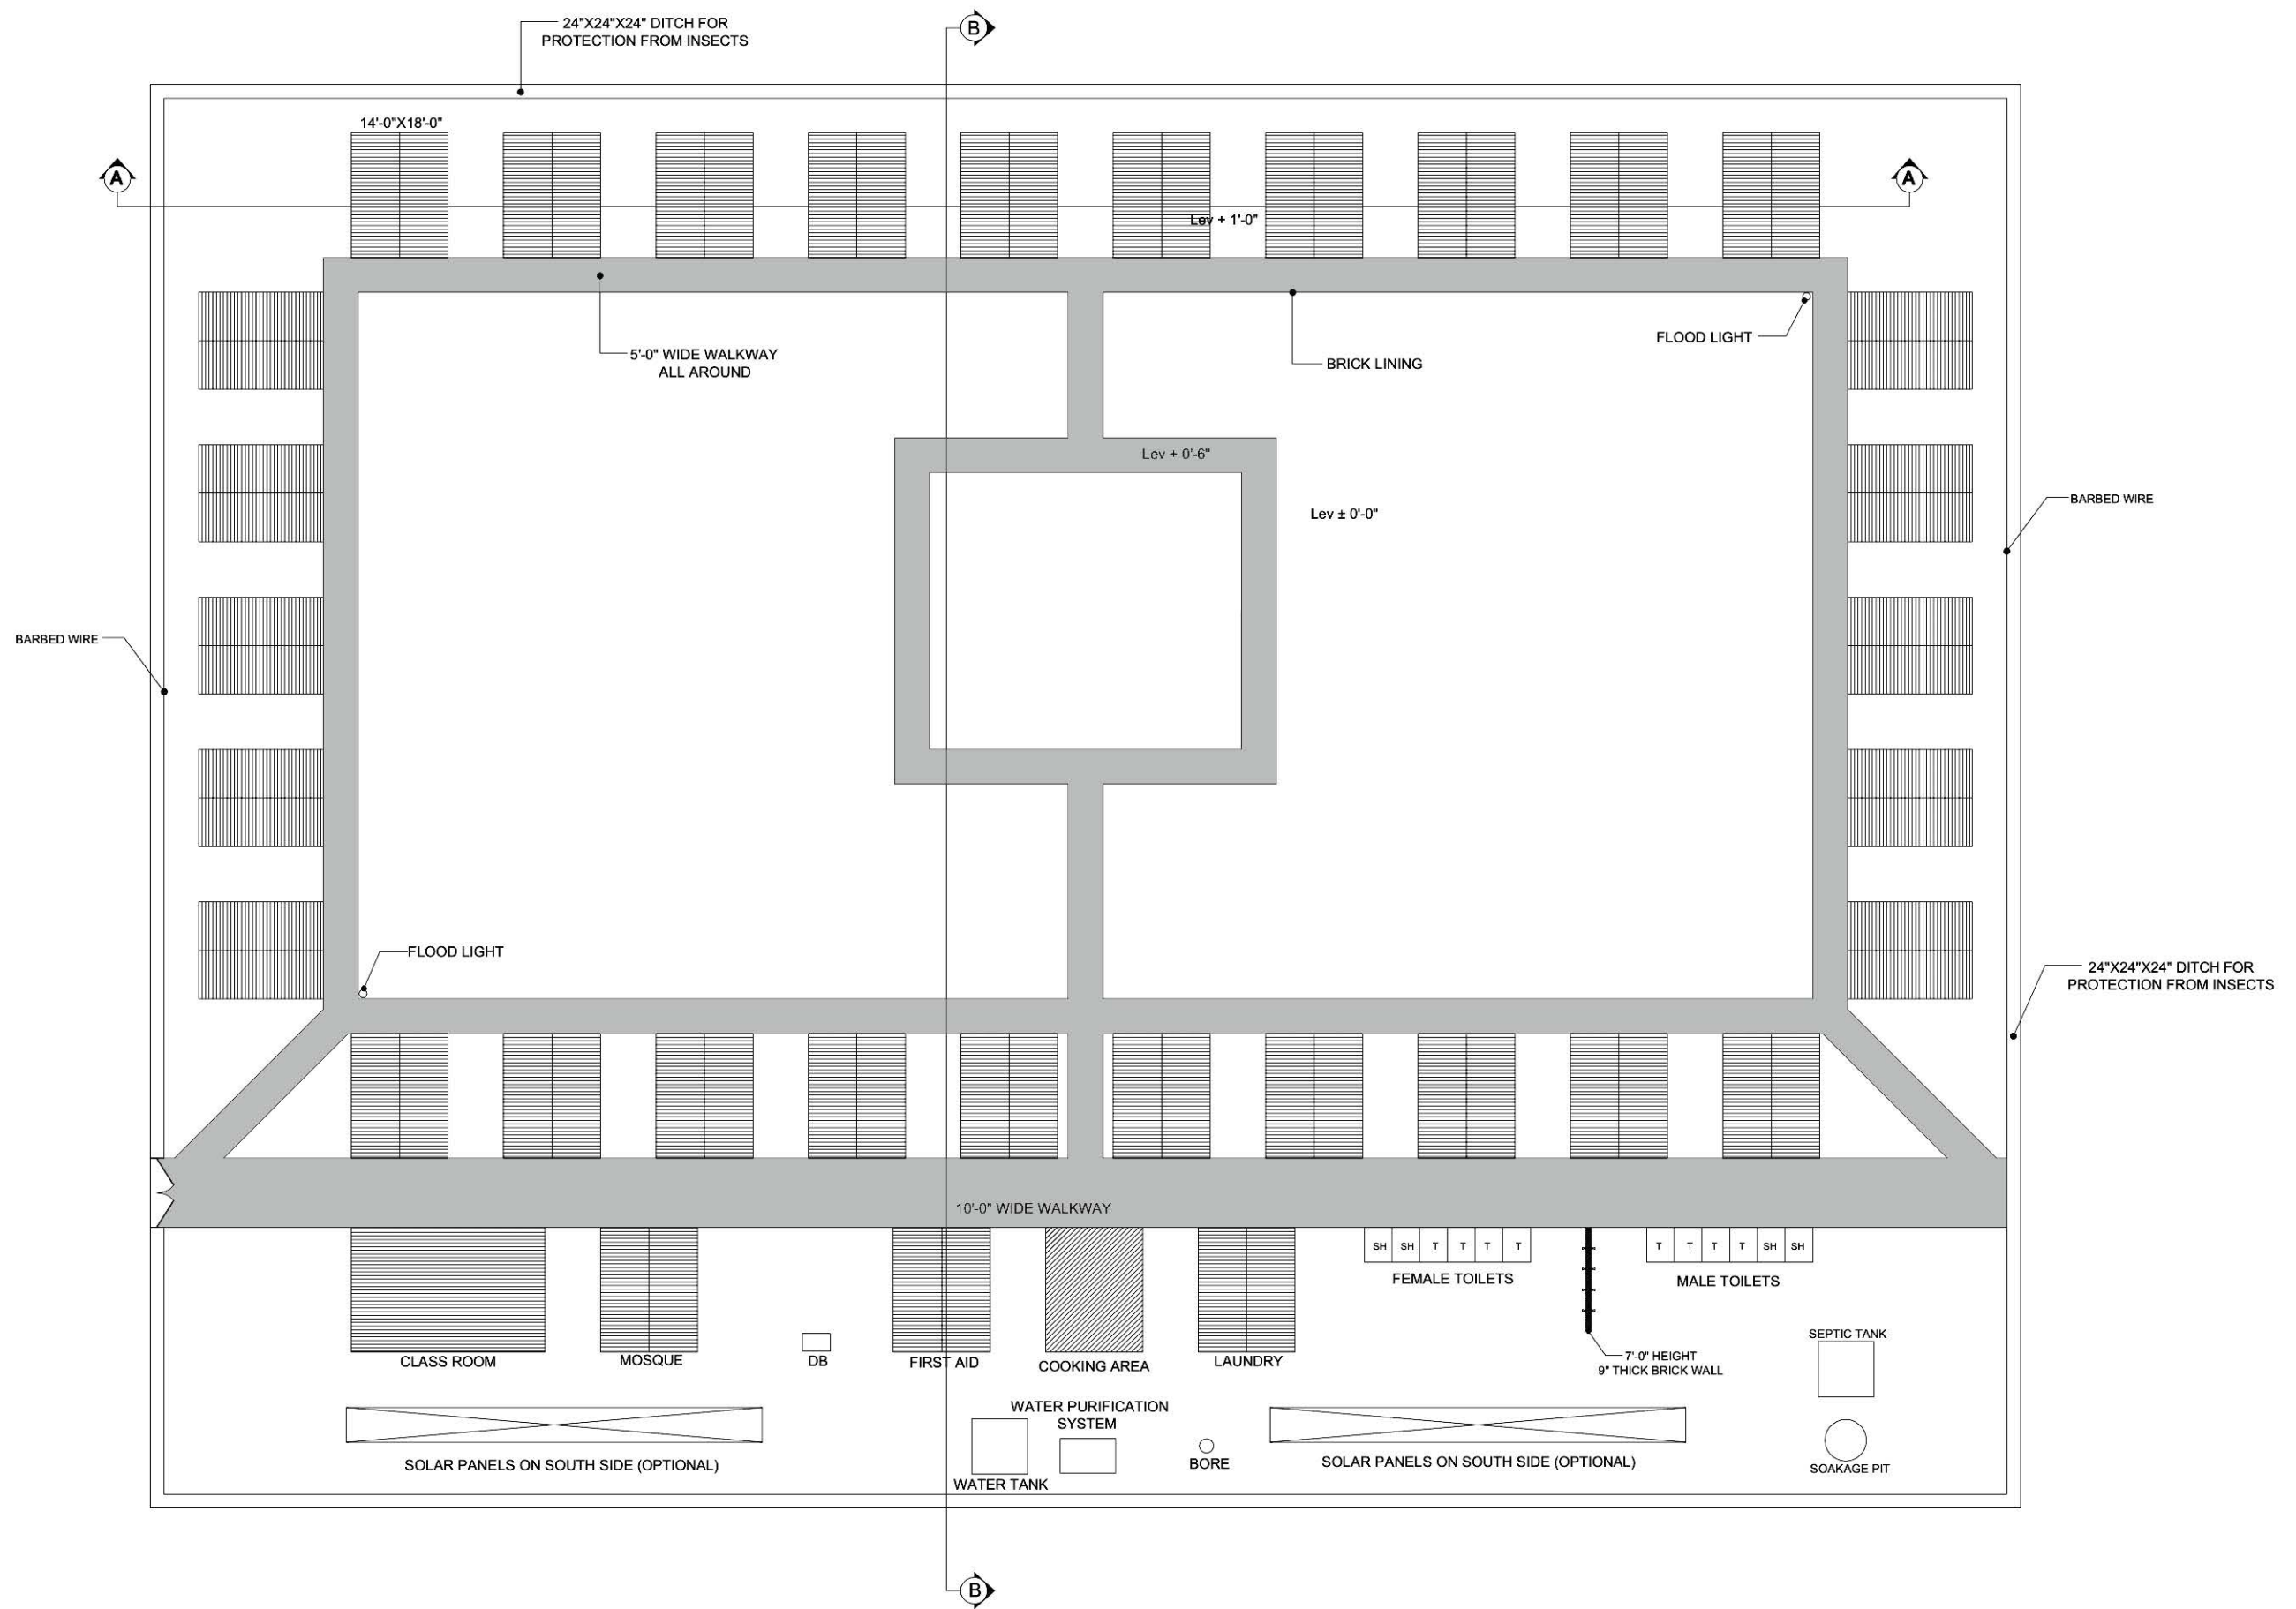 24"X24"X24" DITCH FOR
PROTECTION FROM INSECTS
B
14'-0"X18'-0"
A
A
Lev + 1'-0"
FLOOD LIGHT
5'-0" WIDE WALKWAY
ALL AROUND
BRICK LINING
Lev + 0'-6"
BARBED WIRE
Lev ± 0'-0"
BARBED WIRE
FLOOD LIGHT
24"X24"X24" DITCH FOR
PROTECTION FROM INSECTS
10'-0" WIDE WALKWAY
SH SH T T T T
T T T T SH SH
FEMALE TOILETS
MALE TOILETS
SEPTIC TANK
7'-0" HEIGHT
9" THICK BRICK WALL
CLASS ROOM
MOSQUE
DB
FIRST AID
COOKING AREA
LAUNDRY
WATER PURIFICATION
SYSTEM
SOLAR PANELS ON SOUTH SIDE (OPTIONAL)
WATER TANK
BORE
SOLAR PANELS ON SOUTH SIDE (OPTIONAL)
SOAKAGE PIT
B